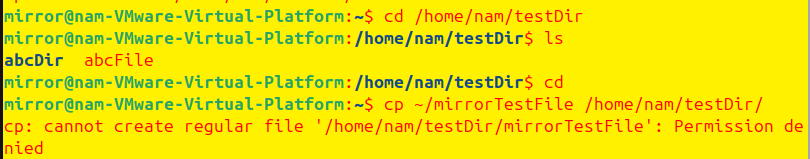 mirror@nam-VMware-Virtual-Platform:~$ cd /home/nam/testDir
mirror@nam-VMware-Virtual-Platform:/home/nam/testDir$ ls
abcDir  abcFile
mirror@nam-VMware-Virtual-Platform:/home/nam/testDir$ cd
mirror@nam-VMware-Virtual-Platform:~$ cp ~/mirrorTestFile /home/nam/testDir/
cp: cannot create regular file '/home/nam/testDir/mirrorTestFile': Permission de
nied